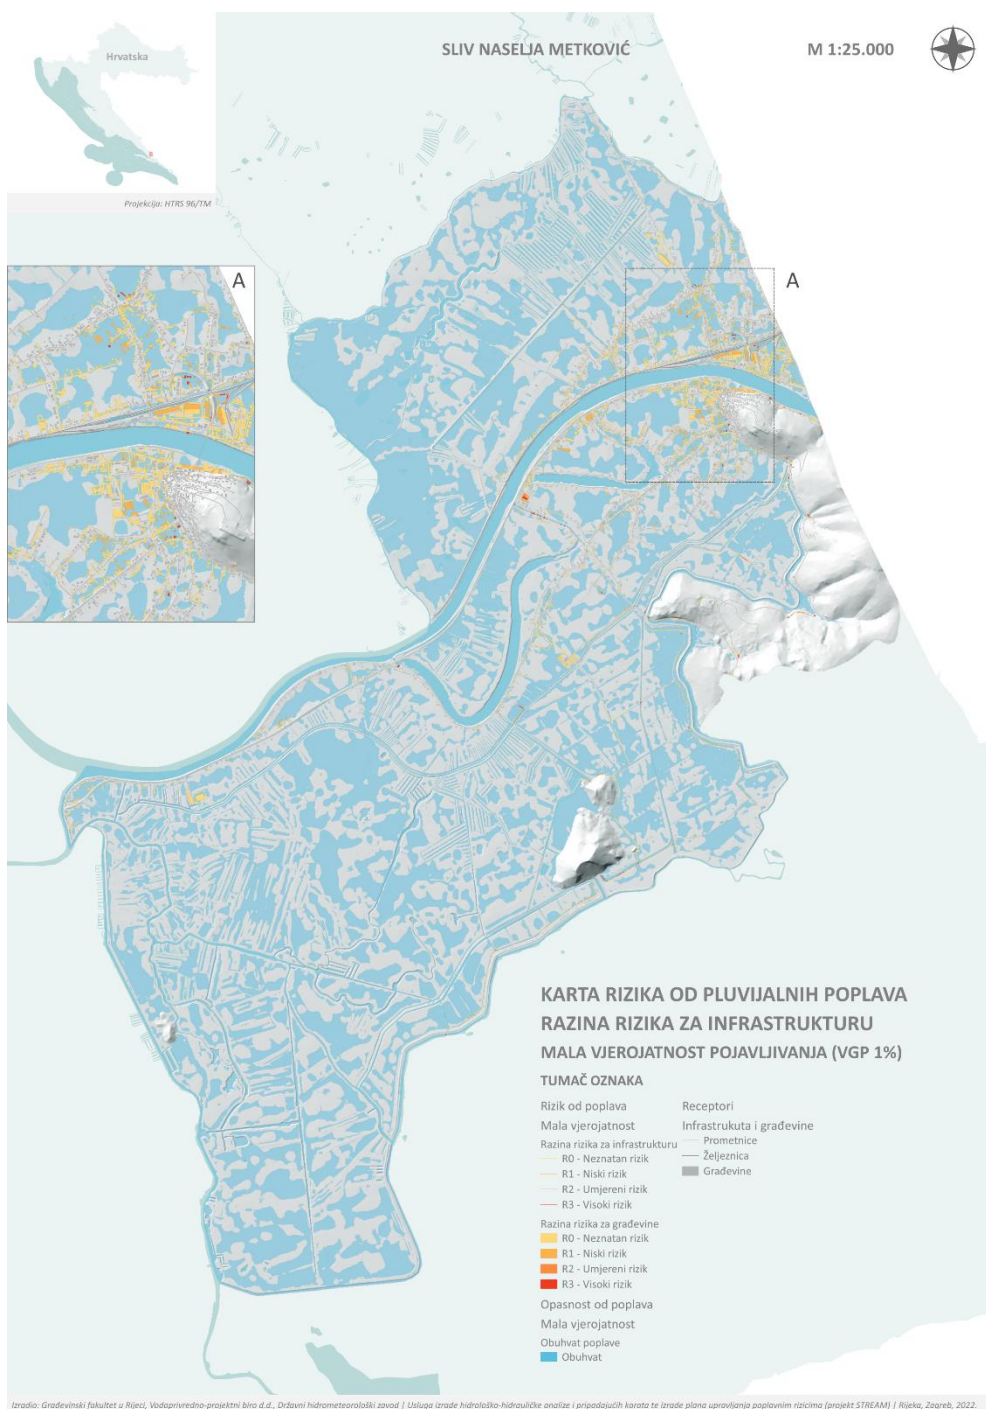 Hrvatska
SLIV NASELJA METKOVIĆ
M 1:25.000
Projekcija: HTRS 96/TM
A
A
KARTA RIZIKA OD PLUVIJALNIH POPLAVA
RAZINA RIZIKA ZA INFRASTRUKTURU
MALA VJEROJATNOST POJAVLJIVANJA (VGP 1%)
TUMAČ OZNAKA
Rizik od poplava
Mala vjerojatnost
Razina rizika za infrastrukturu
R0 - Neznatan rizik
R1 - Niski rizik
R2 - Umjereni rizik
R3 - Visoki rizik
Razina rizika za građevine
R0 - Neznatan rizik
R1 - Niski rizik
R2 - Umjereni rizik
R3 - Visoki rizik
Opasnost od poplava
Mala vjerojatnost
Obuhvat poplave
Obuhvat
Receptori
Infrastrukuta i građevine
Prometnice
Željeznica
Građevine
Izradio: Građevinski fakultet u Rijeci, Vodoprivredno-projektni biro d.d., Državni hidrometeorološki zavod | Usluga izrade hidrološko-hidrauličke analize i pripadajućih karata te izrade plana upravljanja poplavnim rizicima (projekt STREAM) | Rijeka, Zagreb, 2022.